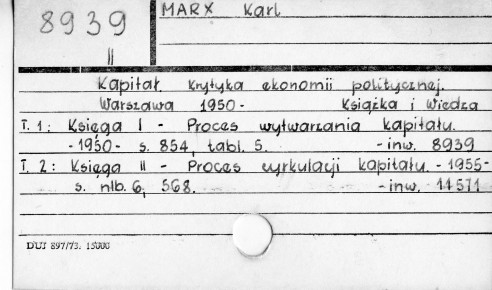 8939
II
MARX Karl
Kapitał. Krytyka ekonomii politycznej.
Warszawa 1950- Książka i Wiedza
T. 1: Księga I - Proces wytwarzania kapitału.
-1950- s. 854, tabl. 5. -inw. 8939
T. 2: Księga II - Proces cyrkulacji kapitału. -1955-
s. nlb. 6, 568. -inw. 11571
DUJ 897/73. 15000